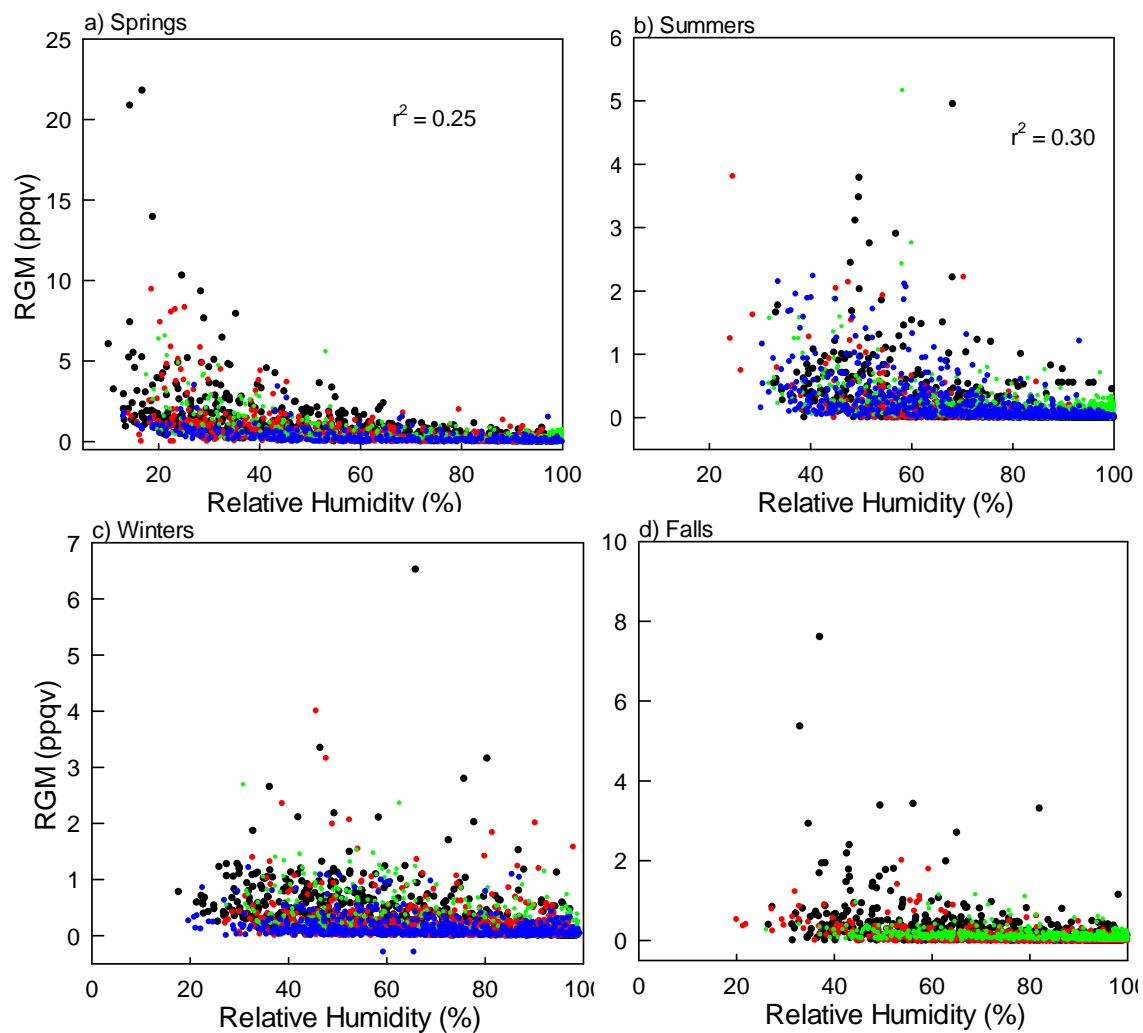 a) Springs
25
20
15
10
5
0
RGM (ppqv)
r² = 0.25
20 40 60 80 100
Relative Humidity (%)
b) Summers
6
5
4
3
2
1
0
r² = 0.30
20 40 60 80 100
Relative Humidity (%)
c) Winters
7
6
5
4
3
2
1
0
RGM (ppqv)
0 20 40 60 80 100
Relative Humidity (%)
d) Falls
10
8
6
4
2
0
0 20 40 60 80 100
Relative Humidity (%)